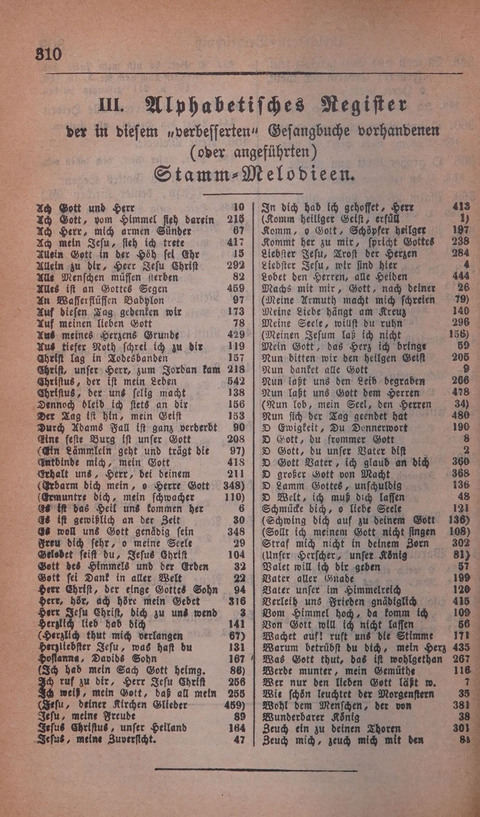 310
III. Alphabetisches Register
der in diesem „verbesserten“ Gesangbuche vorhandenen
(oder angeführten)
Stamm-Melodieen.
Ach Gott und Herr 10
Ach Gott, vom Himmel sieh darein 215
Ach Herr, mich armen Sünder 67
Ach mein Jesu, sieh ich trete 417
Allein Gott in der Höh sei Ehr 15
Allein zu dir, Herr Jesu Christ 292
Alle Menschen müssen sterben 82
Alles ist an Gottes Segen 459
An Wasserflüssen Babylon 97
Auf diesen Tag gedenken wir 173
Auf meinen lieben Gott 78
Aus meines Herzens Grunde 429
Aus tiefer Noth schrei ich zu dir 119
Christ lag in Todesbanden 157
Christ, unser Herr, zum Jordan kam 218
Christus, der ist mein Leben 542
Christus, der uns selig macht 138
Dennoch bleib ich stets an dir 156
Der Tag ist hin, mein Geist 153
Durch Adams Fall ist ganz verderbt 90
Eine feste Burg ist unser Gott 208
(Ein Lämmlein geht und trägt die 97)
Entbinde mich, mein Gott 418
Erhalt uns, Herr, bei deinem 211
(Erbarm dich mein, o Herre Gott 348)
(Ermuntre dich, mein schwacher 110)
Es ist das Heil uns kommen her 6
Es ist gewißlich an der Zeit 30
Es woll uns Gott genädig sein 348
Freu dich sehr, o meine Seele 29
Gelobet seist du, Jesus Christ 104
Gott des Himmels und der Erden 32
Gott sei Dank in aller Welt 22
Herr Christ, der einge Gottes Sohn 94
Herr, hör, ach höre mein Gebet 316
Herr Jesu Christ, dich zu uns wend 3
Herzlich lieb hab dich 141
(Herzlich thut mich verlangen 67)
Herzliebster Jesu, was hast du 131
Hosianna, Davids Sohn 167
(Ich hab mein Sach Gott heimg. 86)
Ich ruf zu dir, Herr Jesu Christ 256
Ich weiß, mein Gott, daß all mein 255
(Jesu, deiner Kirchen Glieder 459)
Jesu, meine Freude 89
Jesus Christus, unser Heiland 164
Jesus, meine Zuversicht. 47
In dich hab ich gehoffet, Herr 413
(Komm heiliger Geist, erfüll 1)
Komm, o Gott, Schöpfer heilger 197
Kommt her zu mir, spricht Gottes 238
Liebster Jesu, Arost der Herzen 284
Liebster Jesu, wir sind hier 4
Lobet den Herren, alle Heiben 444
Machs mit mir, Gott, nach deiner 26
(Meine Armuth macht mich schreien 79)
Meine Liebe hängt am Kreuz 140
Meine Seele, willst du ruhn 296
(Meinen Jesum laß ich nicht 156)
Mein Gott, das Herz ich bringe 59
Nun bitten wir den heilgen Geist 205
Nun danket alle Gott 9
Nun laßt uns den Leib begraben 266
Nun laßt uns Gott dem Herren 478
(Nun lob, mein Seel, den Herren 34)
Nun sich der Tag geendet hat 480
O Ewigkeit, Du Donnerwort 190
O Gott, du frommer Gott 8
O Gott, du unser Vater bist 2
O Gott Vater, ich glaub an dich 360
O großer Gott von Macht 368
O Lamm Gottes, unschuldig 136
O Welt, ich muß dich lassen 48
Schmücke dich, o liebe Seele 121
(Schwing dich auf zu deinem Gott 136)
(Sollt ich meinem Gott nicht singen 108)
Straf mich nicht in deinem Zorn 302
(Unser Herrscher, unser König 81)
Valet will ich dir geben 57
Vater aller Gnade 199
Vater unser im Himmelreich 120
Verleih uns Frieden gnädiglich 415
Vom Himmel hoch, da komm ich 109
Von Gott will ich nicht lassen 56
Wachet auf! ruft uns die Stimme 171
Warum betrübst du dich, mein Herz 435
Was Gott thut, das ist wohlgethan 267
Werde munter, mein Gemüthe 116
Wer nur den lieben Gott läßt w. 7
Wie schön leuchtet der Morgenstern 35
Wohl dem Menschen, der von 381
Wunderbarer König 38
Zeuch ein zu deinen Thoren 301
Zeuch mich, zeuch mich mit den 84